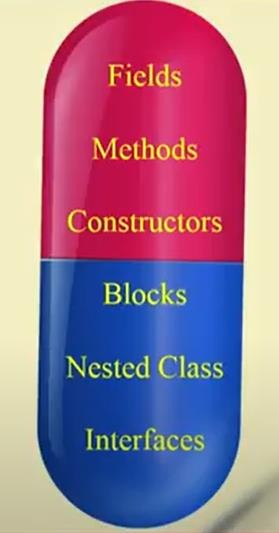 Fields
Methods
Constructors
Blocks
Nested Class
Interfaces